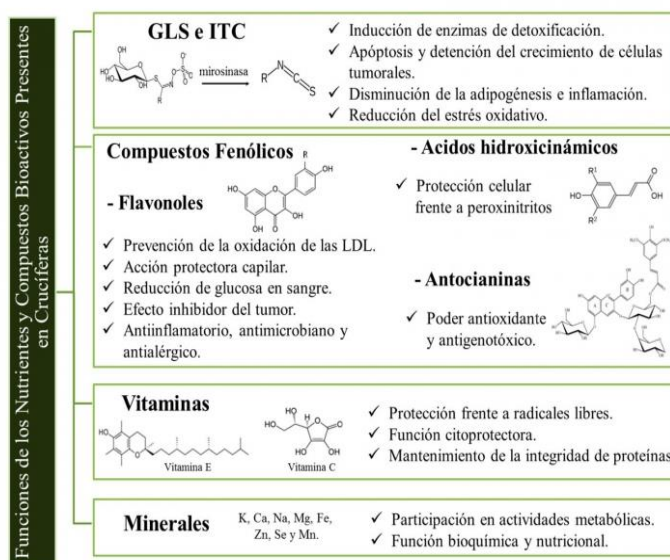 Funciones de los Nutrientes y Compuestos Bioactivos Presentes
en Crucíferas
GLS e ITC
mirosinasa
✓ Inducción de enzimas de detoxificación.
✓ Apóptosis y detención del crecimiento de células
tumorales.
✓ Disminución de la adipogénesis e inflamación.
✓ Reducción del estrés oxidativo.
Compuestos Fenólicos
- Flavonoles
✓ Prevención de la oxidación de las LDL.
✓ Acción protectora capilar.
✓ Reducción de glucosa en sangre.
✓ Efecto inhibidor del tumor.
✓ Antiinflamatorio, antimicrobiano y
antialérgico.
- Acidos hidroxicinámicos
✓ Protección celular
frente a peroxinitritos
- Antocianinas
✓ Poder antioxidante
y antigenotóxico.
Vitaminas
Vitamina E
Vitamina C
✓ Protección frente a radicales libres.
✓ Función citoprotectora.
✓ Mantenimiento de la integridad de proteínas
Minerales
K, Ca, Na, Mg, Fe,
Zn, Se y Mn.
✓ Participación en actividades metabólicas.
✓ Función bioquímica y nutricional.